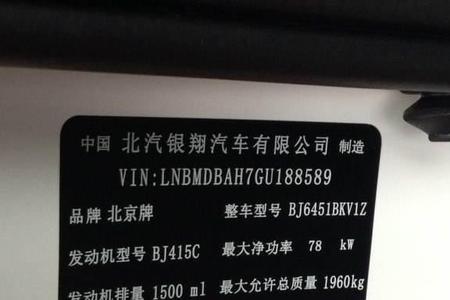 中国 北汽银翔汽车有限公司 制造
VIN:LNBMDBAH7GU188589
品牌 北京牌 整车型号 BJ6451BKV1Z
发动机型号 BJ415C 最大净功率 78 kW
发动机排量 1500 ml 最大允许总质量 1960kg